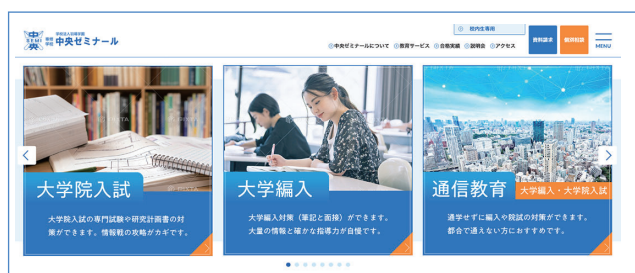 校内生専用
学校法人日尾学園
中央 SEMI
専修学校 中央ゼミナール
中央ゼミナールについて 教育サービス 合格実績 説明会 アクセス
資料請求
個別相談
MENU
大学院入試
大学院入試の専門試験や研究計画書の対
策ができます。情報戦の攻略がカギです。
大学編入
大学編入対策（筆記と面接）ができます。
大量の情報と確かな指導力が自慢です。
通信教育
大学編入・大学院入試
通学せずに編入や院試の対策ができます。
都合で通えない方におすすめです。